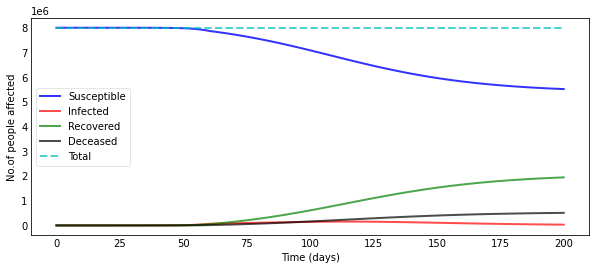 1e6
8
7
6
5
4
3
2
1
0
No.of people affected
Susceptible
Infected
Recovered
Deceased
Total
0 25 50 75 100 125 150 175 200
Time (days)